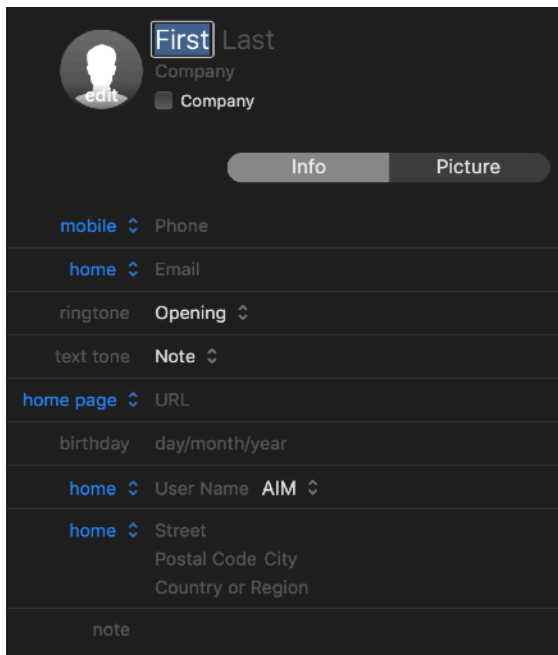 First Last
Company
edit
Company
Info Picture
mobile Phone
home Email
ringtone Opening
text tone Note
home page URL
birthday day/month/year
home User Name AIM
home Street
Postal Code City
Country or Region
note